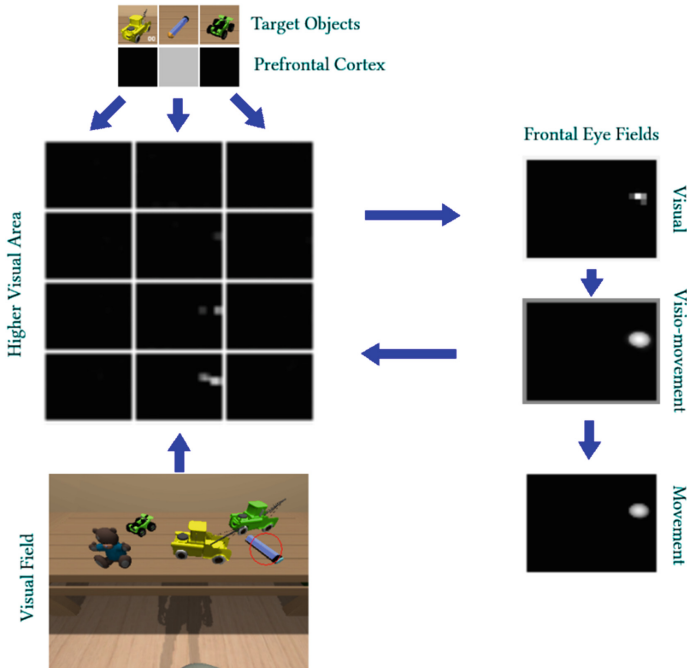 Target Objects
Prefrontal Cortex
Frontal Eye Fields
Higher Visual Area
Visual
Visio-movement
Movement
Visual Field